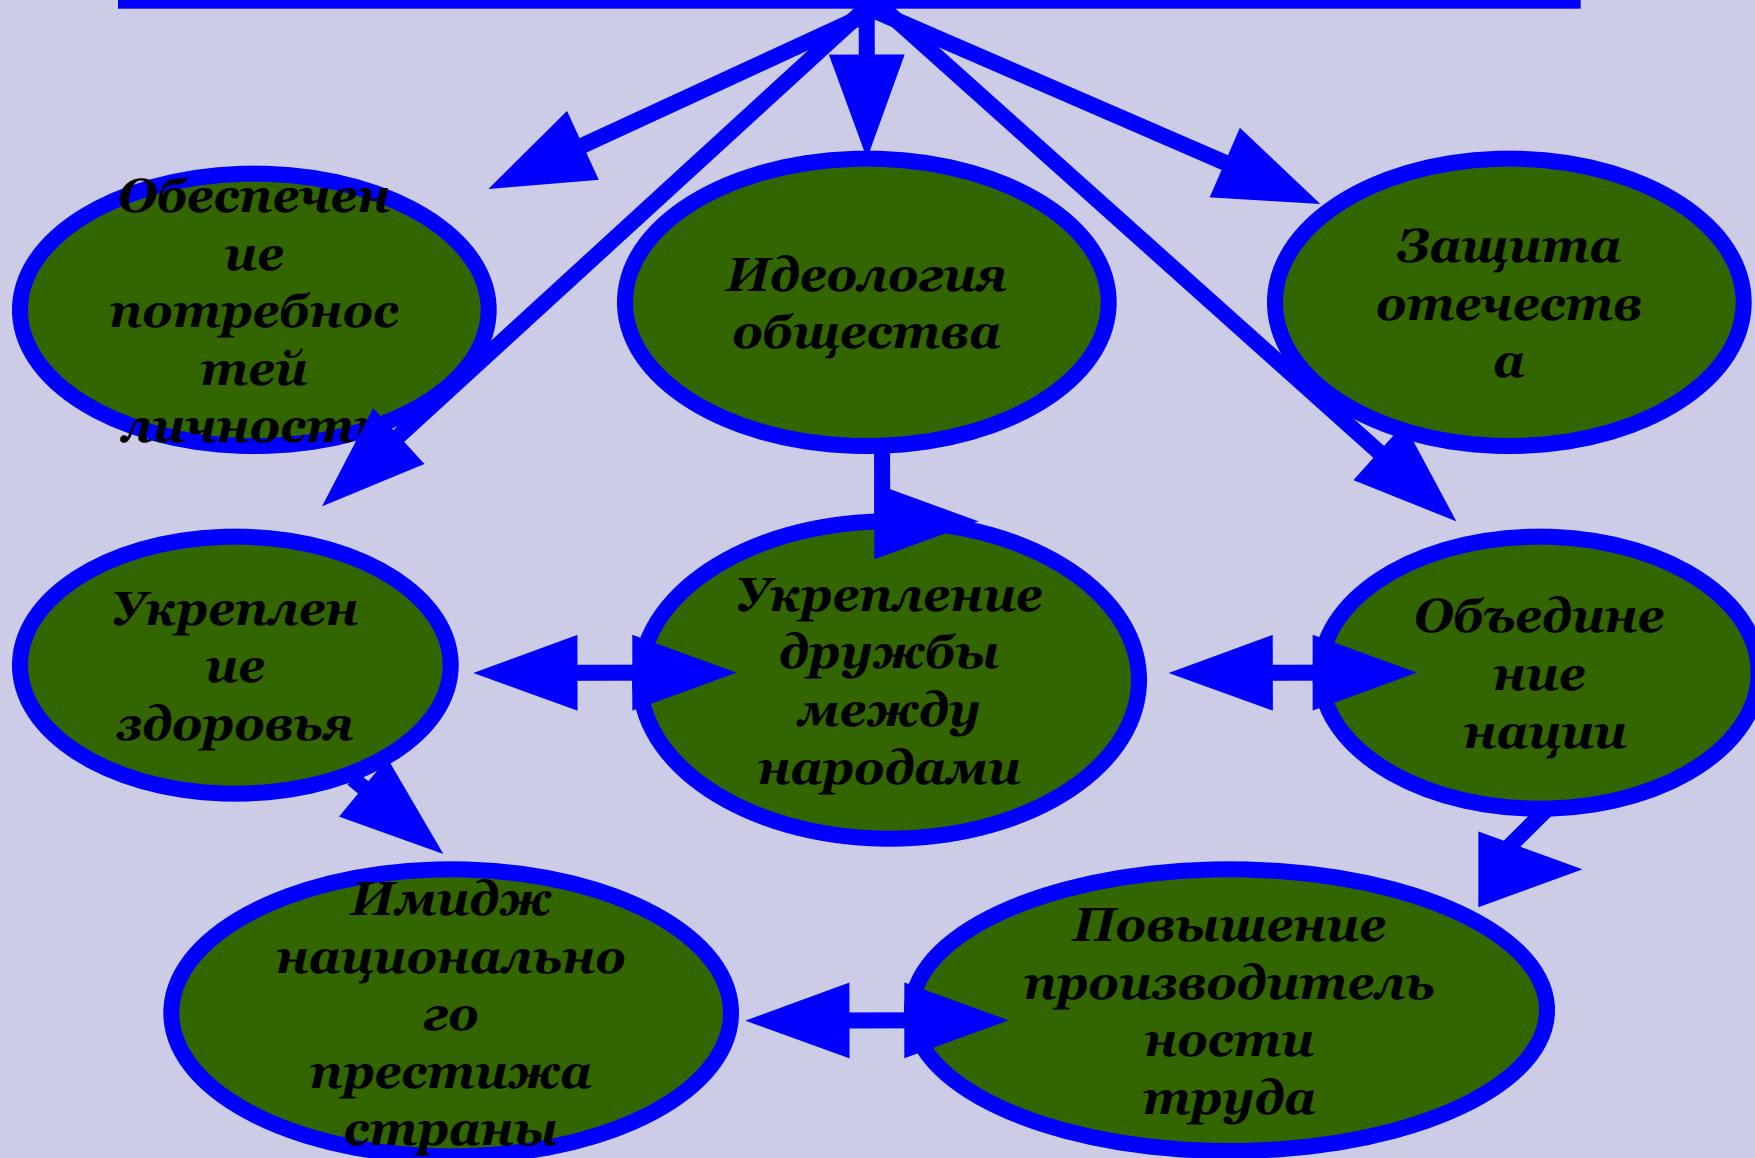 Обеспечен
ие
потребнос
тей
личности
Идеология
общества
Защита
отечеств
а
Укреплен
ие
здоровья
Укрепление
дружбы
между
народами
Объедине
ние
нации
Имидж
национально
го
престижа
страны
Повышение
производитель
ности
труда